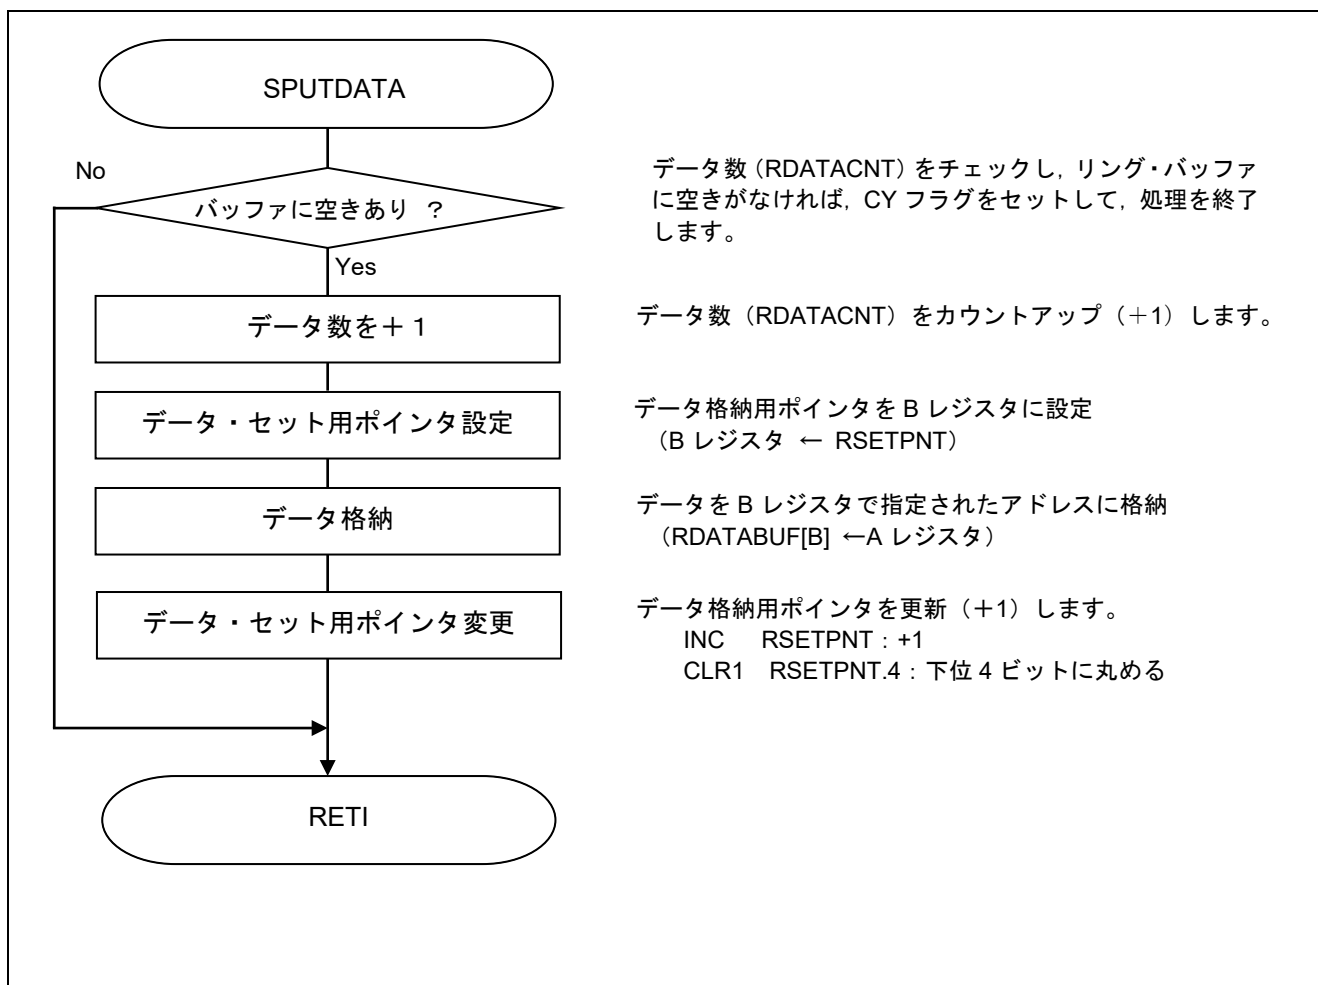 SPUTDATA
No
バッファに空きあり ?
Yes
データ数(RDATACNT)をチェックし, リング・バッファ
に空きがなければ, CY フラグをセットして, 処理を終了
します。
データ数を+１
データ数（RDATACNT）をカウントアップ（+1）します。
データ・セット用ポインタ設定
データ格納用ポインタを B レジスタに設定
（B レジスタ ← RSETPNT）
データ格納
データを B レジスタで指定されたアドレスに格納
（RDATABUF[B] ←A レジスタ）
データ・セット用ポインタ変更
データ格納用ポインタを更新（+1）します。
INC RSETPNT：+1
CLR1 RSETPNT.4：下位 4 ビットに丸める
RETI